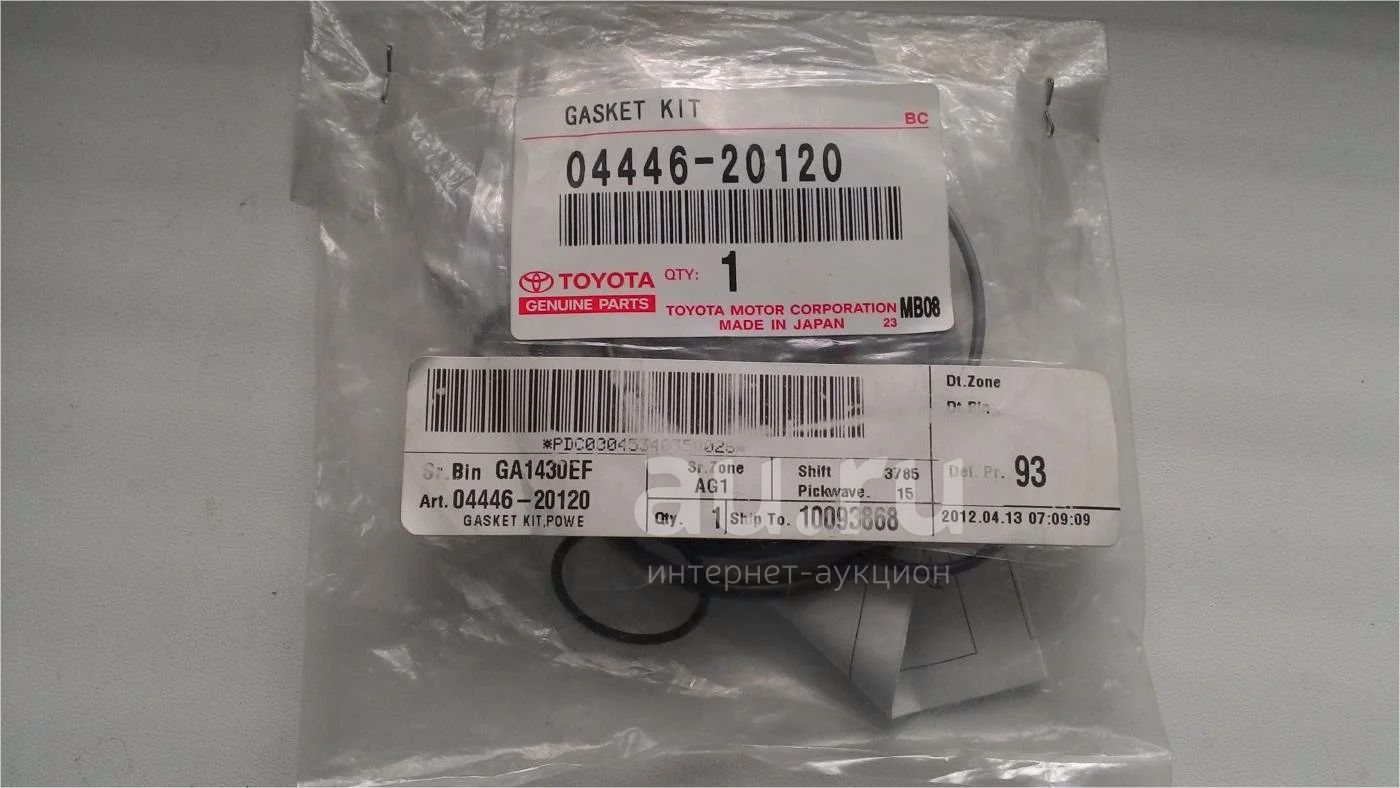 GASKET KIT
BC
04446-20120
TOYOTA QTY: 1
GENUINE PARTS
TOYOTA MOTOR CORPORATION MB08
MADE IN JAPAN 23
Dt.Zone
Dt.Bin
Sr.Bin GA1430EF
Art. 04446-20120
GASKET KIT,POWE
Sr.Zone
AG1
Qty. 1
Shift 3785
Pickwave. 15
Ship To. 10093868
Del. Pr. 93
2012.04.13 07:09:09
au.ru
интернет-аукцион